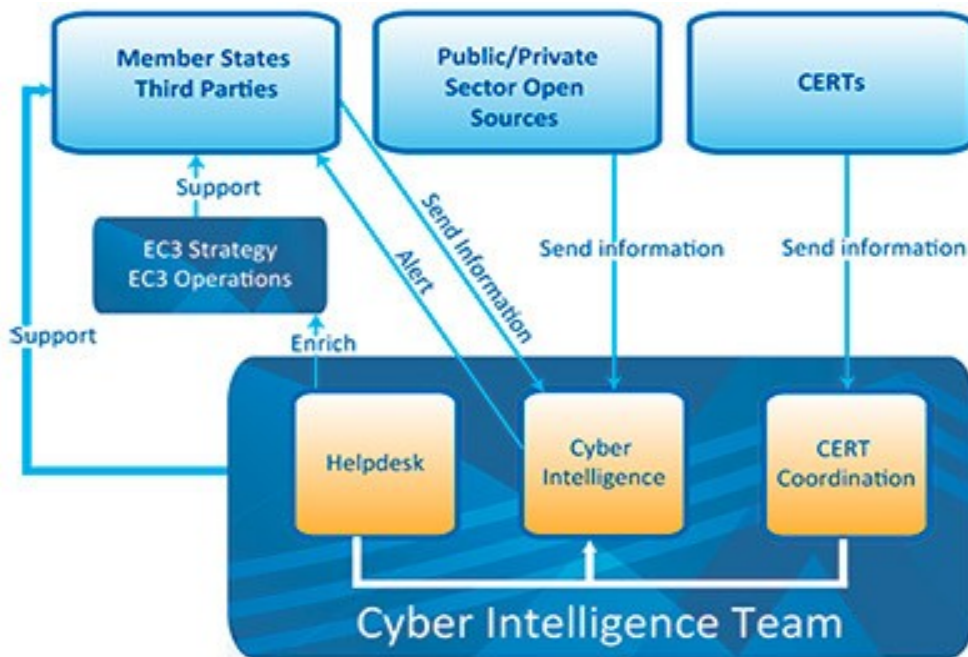 Member States
Third Parties
Public/Private
Sector Open
Sources
CERTs
Support
EC3 Strategy
EC3 Operations
Alert
Send Information
Send information
Send information
Support
Enrich
Helpdesk
Cyber
Intelligence
CERT
Coordination
Cyber Intelligence Team